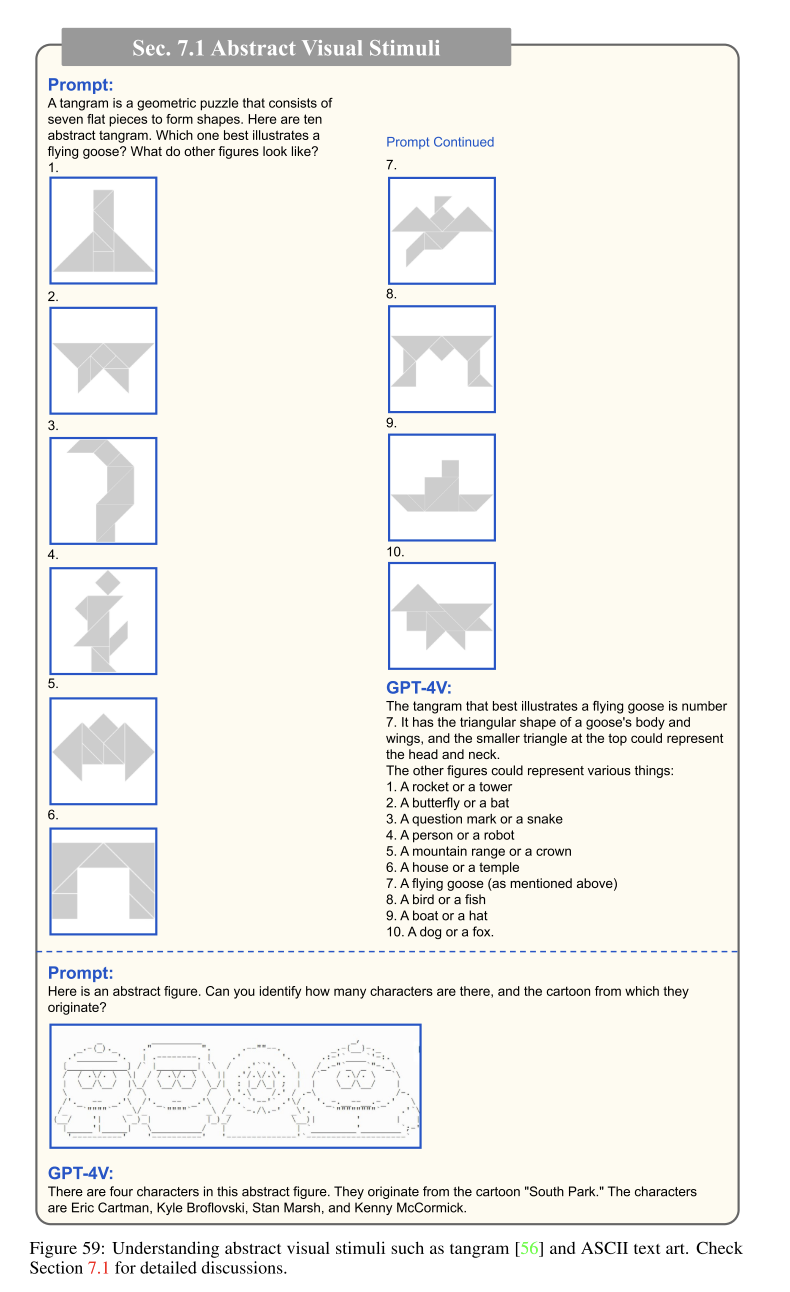 Sec. 7.1 Abstract Visual Stimuli
Prompt:
A tangram is a geometric puzzle that consists of
seven flat pieces to form shapes. Here are ten
abstract tangram. Which one best illustrates a
flying goose? What do other figures look like?
1.
2.
3.
4.
5.
6.
Prompt Continued
7.
8.
9.
10.
GPT-4V:
The tangram that best illustrates a flying goose is number
7. It has the triangular shape of a goose's body and
wings, and the smaller triangle at the top could represent
the head and neck.
The other figures could represent various things:
1. A rocket or a tower
2. A butterfly or a bat
3. A question mark or a snake
4. A person or a robot
5. A mountain range or a crown
6. A house or a temple
7. A flying goose (as mentioned above)
8. A bird or a fish
9. A boat or a hat
10. A dog or a fox.
Prompt:
Here is an abstract figure. Can you identify how many characters are there, and the cartoon from which they
originate?
GPT-4V:
There are four characters in this abstract figure. They originate from the cartoon "South Park." The characters
are Eric Cartman, Kyle Broflovski, Stan Marsh, and Kenny McCormick.
Figure 59: Understanding abstract visual stimuli such as tangram [56] and ASCII text art. Check
Section 7.1 for detailed discussions.